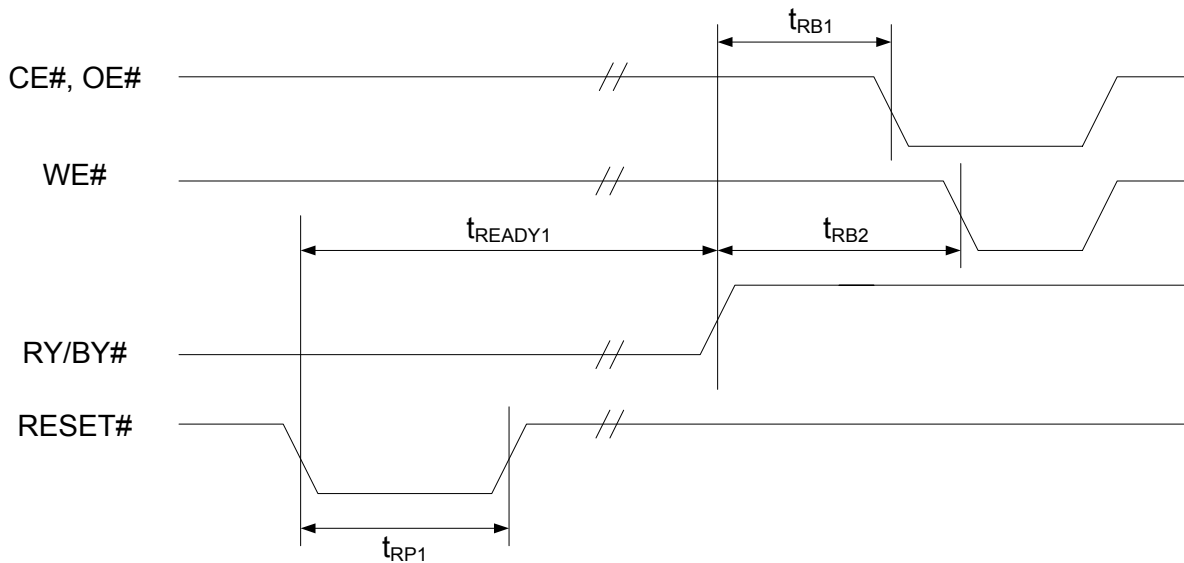 tRB1
CE#, OE#
WE#
tREADY1
tRB2
RY/BY#
RESET#
tRP1